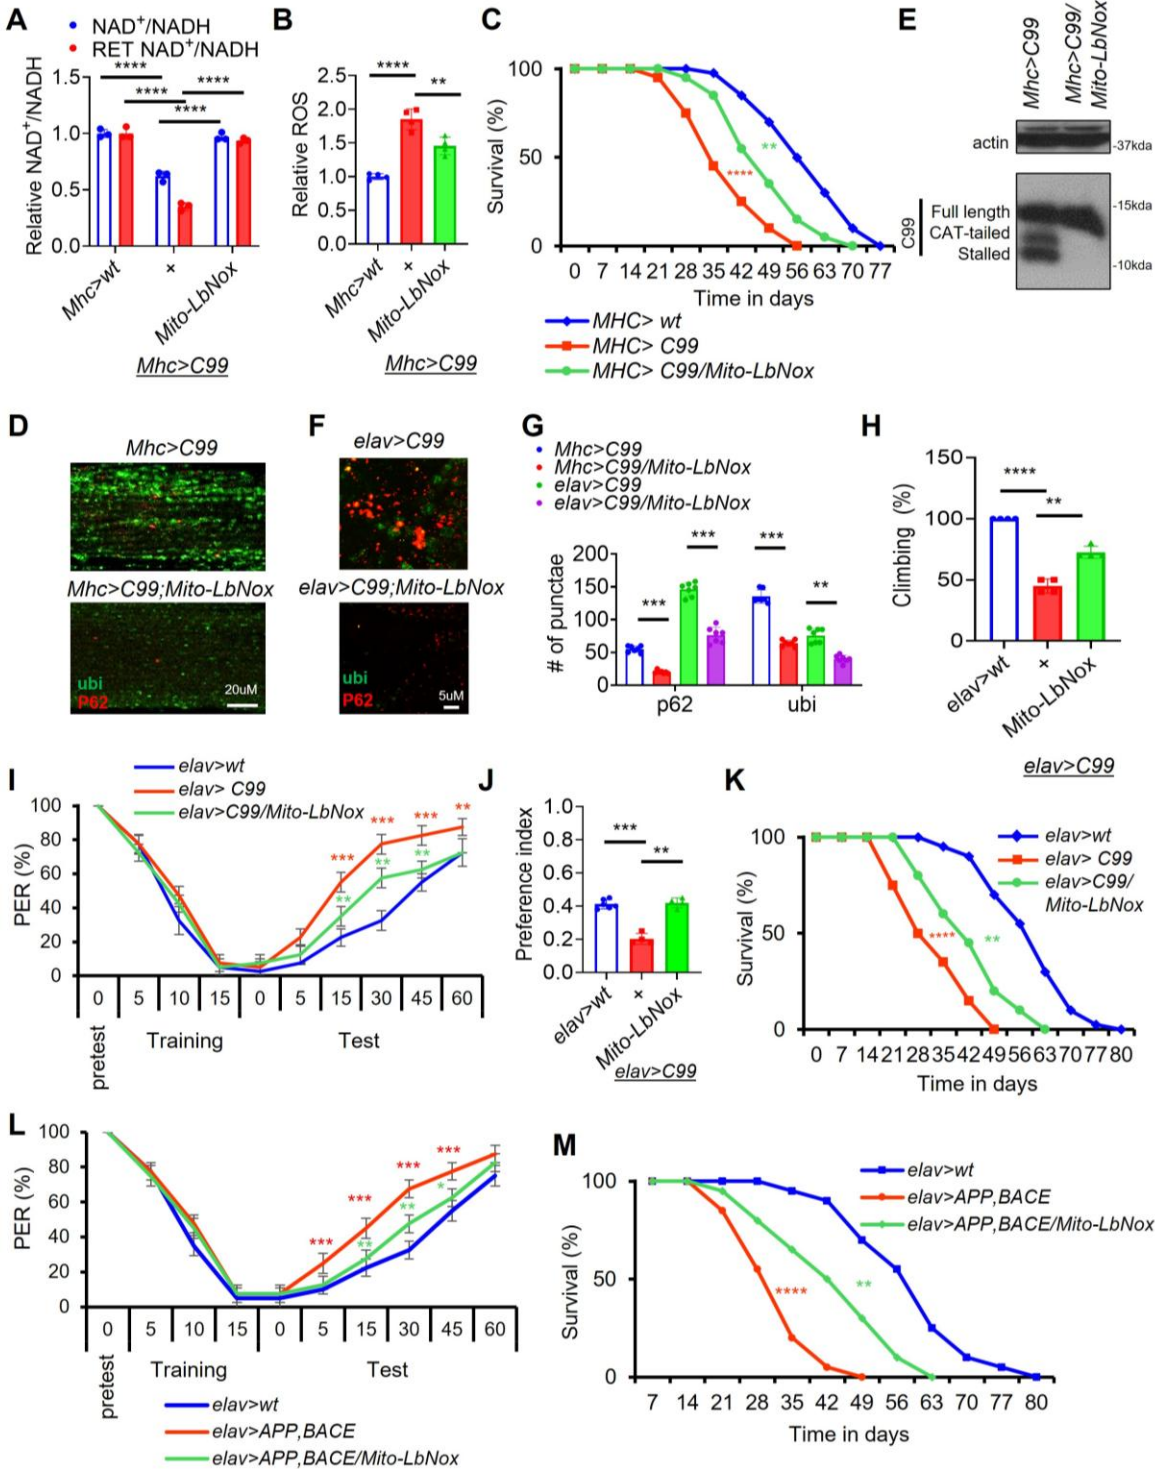 A
NAD+/NADH
RET NAD+/NADH
Relative NAD+/NADH
1.5
1.0
0.5
0.0
****
****
****
****
Mhc>wt
+
Mito-LbNox
Mhc>C99
B
Relative ROS
2.5
2.0
1.5
1.0
0.5
0.0
****
**
Mhc>wt
+
Mito-LbNox
Mhc>C99
C
Survival (%)
100
50
0
**
****
0 7 14 21 28 35 42 49 56 63 70 77
Time in days
MHC> wt
MHC> C99
MHC> C99/Mito-LbNox
E
Mhc>C99
Mhc>C99/
Mito-LbNox
actin
-37kda
C99
Full length
CAT-tailed
Stalled
-15kda
-10kda
D
Mhc>C99
Mhc>C99;Mito-LbNox
ubi
P62
20uM
F
elav>C99
elav>C99;Mito-LbNox
5uM
G
Mhc>C99
Mhc>C99/Mito-LbNox
elav>C99
elav>C99/Mito-LbNox
# of punctae
200
150
100
50
0
***
***
***
**
p62
ubi
H
Climbing (%)
150
100
50
0
****
**
elav>wt
+
Mito-LbNox
elav>C99
I
elav>wt
elav> C99
elav>C99/Mito-LbNox
PER (%)
100
80
60
40
20
0
***
***
***
**
**
**
**
0 5 10 15 0 5 15 30 45 60
pretest
Training
Test
J
Preference index
1.0
0.8
0.6
0.4
0.2
0.0
***
**
elav>wt
+
Mito-LbNox
elav>C99
K
Survival (%)
100
50
0
elav>wt
elav> C99
elav>C99/
Mito-LbNox
****
**
0 7 14 21 28 35 42 49 56 63 70 77 80
Time in days
L
PER (%)
100
80
60
40
20
0
***
***
***
***
**
**
*
0 5 10 15 0 5 15 30 45 60
pretest
Training
Test
elav>wt
elav>APP,BACE
elav>APP,BACE/Mito-LbNox
M
Survival (%)
100
50
0
elav>wt
elav>APP,BACE
elav>APP,BACE/Mito-LbNox
****
**
7 14 21 28 35 42 49 56 63 70 77 80
Time in days